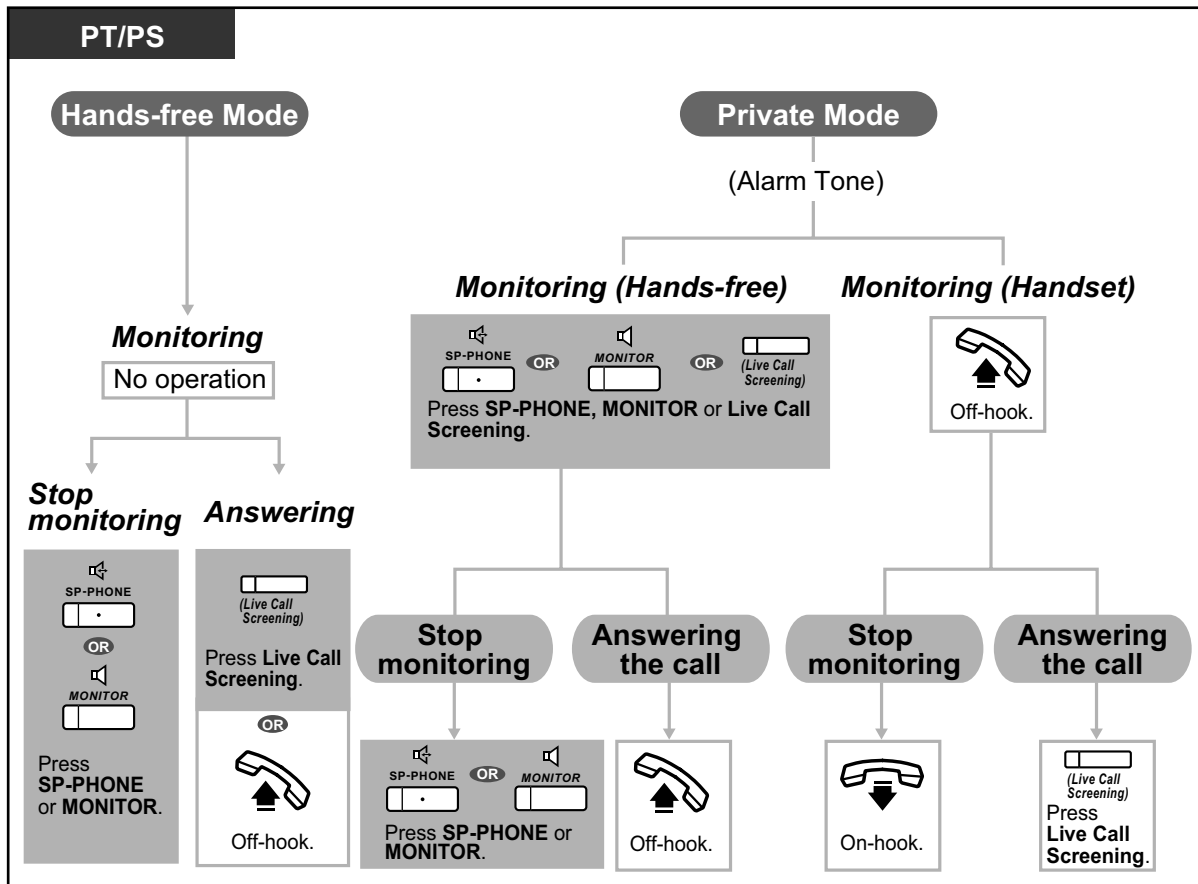 PT/PS
Hands-free Mode
Private Mode
(Alarm Tone)
Monitoring (Hands-free)
Monitoring (Handset)
Monitoring
No operation
SP-PHONE
OR
MONITOR
OR
(Live Call
Screening)
Press SP-PHONE, MONITOR or Live Call
Screening.
Off-hook.
Stop
monitoring
Answering
SP-PHONE
OR
MONITOR
Press
SP-PHONE
or MONITOR.
(Live Call
Screening)
Press Live Call
Screening.
OR
Off-hook.
Stop
monitoring
Answering
the call
Stop
monitoring
Answering
the call
SP-PHONE
OR
MONITOR
Press SP-PHONE or
MONITOR.
Off-hook.
On-hook.
(Live Call
Screening)
Press
Live Call
Screening.